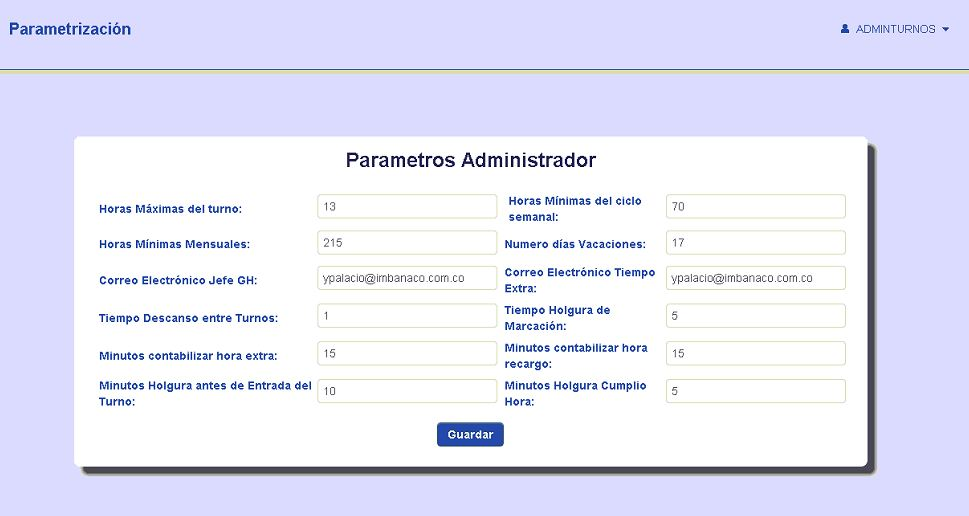 Parametrización
ADMINTURNOS
Parametros Administrador
Horas Máximas del turno: 13
Horas Mínimas del ciclo semanal: 70
Horas Mínimas Mensuales: 215
Numero días Vacaciones: 17
Correo Electrónico Jefe GH: ypalacio@imbanaco.com.co
Correo Electrónico Tiempo Extra: ypalacio@imbanaco.com.co
Tiempo Descanso entre Turnos: 1
Tiempo Holgura de Marcación: 5
Minutos contabilizar hora extra: 15
Minutos contabilizar hora recargo: 15
Minutos Holgura antes de Entrada del Turno: 10
Minutos Holgura Cumplio Hora: 5
Guardar